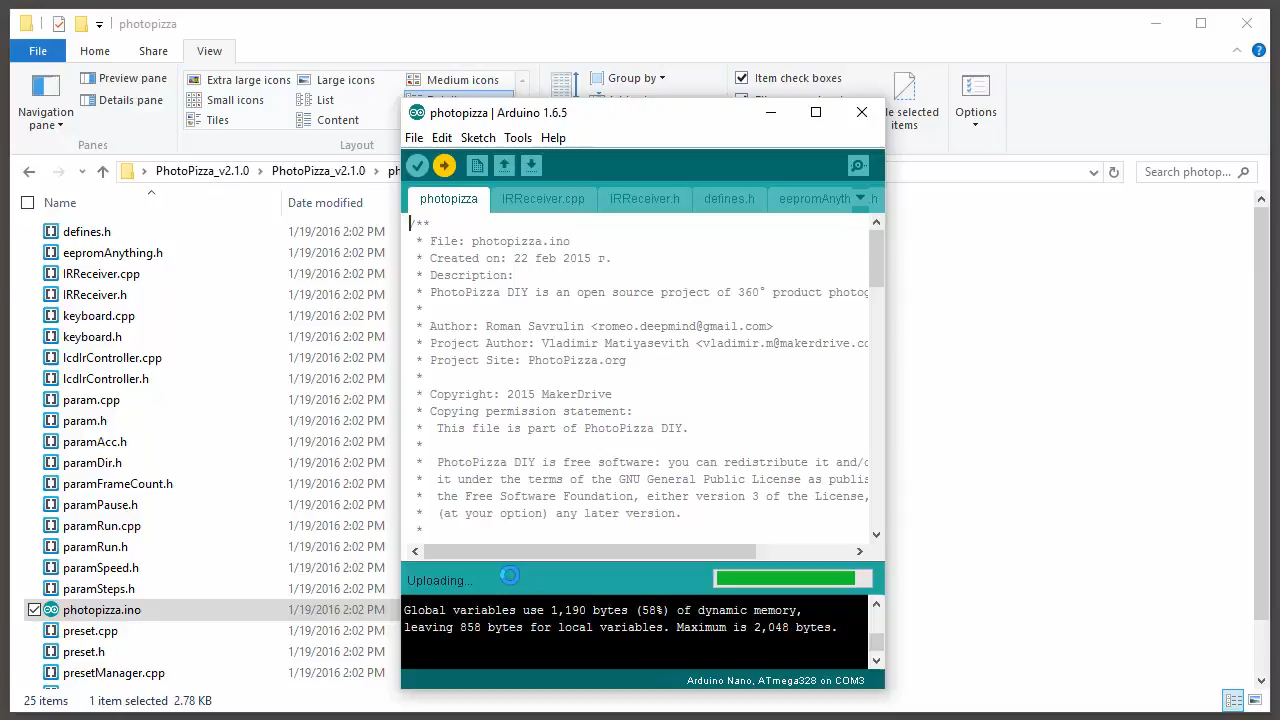 photopizza
File Home Share View
Navigation pane
Preview pane
Details pane
Panes
Extra large icons Large icons Medium icons
Small icons List
Tiles Content
Layout
Group by
Item check boxes
items
Options
PhotoPizza_v2.1.0 PhotoPizza_v2.1.0
Search photop...
Name Date modified
defines.h 1/19/2016 2:02 PM
eepromAnything.h 1/19/2016 2:02 PM
IRReceiver.cpp 1/19/2016 2:02 PM
IRReceiver.h 1/19/2016 2:02 PM
keyboard.cpp 1/19/2016 2:02 PM
keyboard.h 1/19/2016 2:02 PM
lcdIrController.cpp 1/19/2016 2:02 PM
lcdIrController.h 1/19/2016 2:02 PM
param.cpp 1/19/2016 2:02 PM
param.h 1/19/2016 2:02 PM
paramAcc.h 1/19/2016 2:02 PM
paramDir.h 1/19/2016 2:02 PM
paramFrameCount.h 1/19/2016 2:02 PM
paramPause.h 1/19/2016 2:02 PM
paramRun.cpp 1/19/2016 2:02 PM
paramRun.h 1/19/2016 2:02 PM
paramSpeed.h 1/19/2016 2:02 PM
paramSteps.h 1/19/2016 2:02 PM
photopizza.ino 1/19/2016 2:02 PM
preset.cpp 1/19/2016 2:02 PM
preset.h 1/19/2016 2:02 PM
presetManager.cpp 1/19/2016 2:02 PM
25 items 1 item selected 2.78 KB
photopizza | Arduino 1.6.5
File Edit Sketch Tools Help
photopizza IRReceiver.cpp IRReceiver.h defines.h eepromAnyth .h
/**
* File: photopizza.ino
* Created on: 22 feb 2015 г.
* Description:
* PhotoPizza DIY is an open source project of 360° product photog
*
* Author: Roman Savrulin <romeo.deepmind@gmail.com>
* Project Author: Vladimir Matiyasevith <vladimir.m@makerdrive.co
* Project Site: PhotoPizza.org
*
* Copyright: 2015 MakerDrive
* Copying permission statement:
* This file is part of PhotoPizza DIY.
*
* PhotoPizza DIY is free software: you can redistribute it and/o
* it under the terms of the GNU General Public License as publis
* the Free Software Foundation, either version 3 of the License,
* (at your option) any later version.
*
Uploading...
Global variables use 1,190 bytes (58%) of dynamic memory,
leaving 858 bytes for local variables. Maximum is 2,048 bytes.
Arduino Nano, ATmega328 on COM3